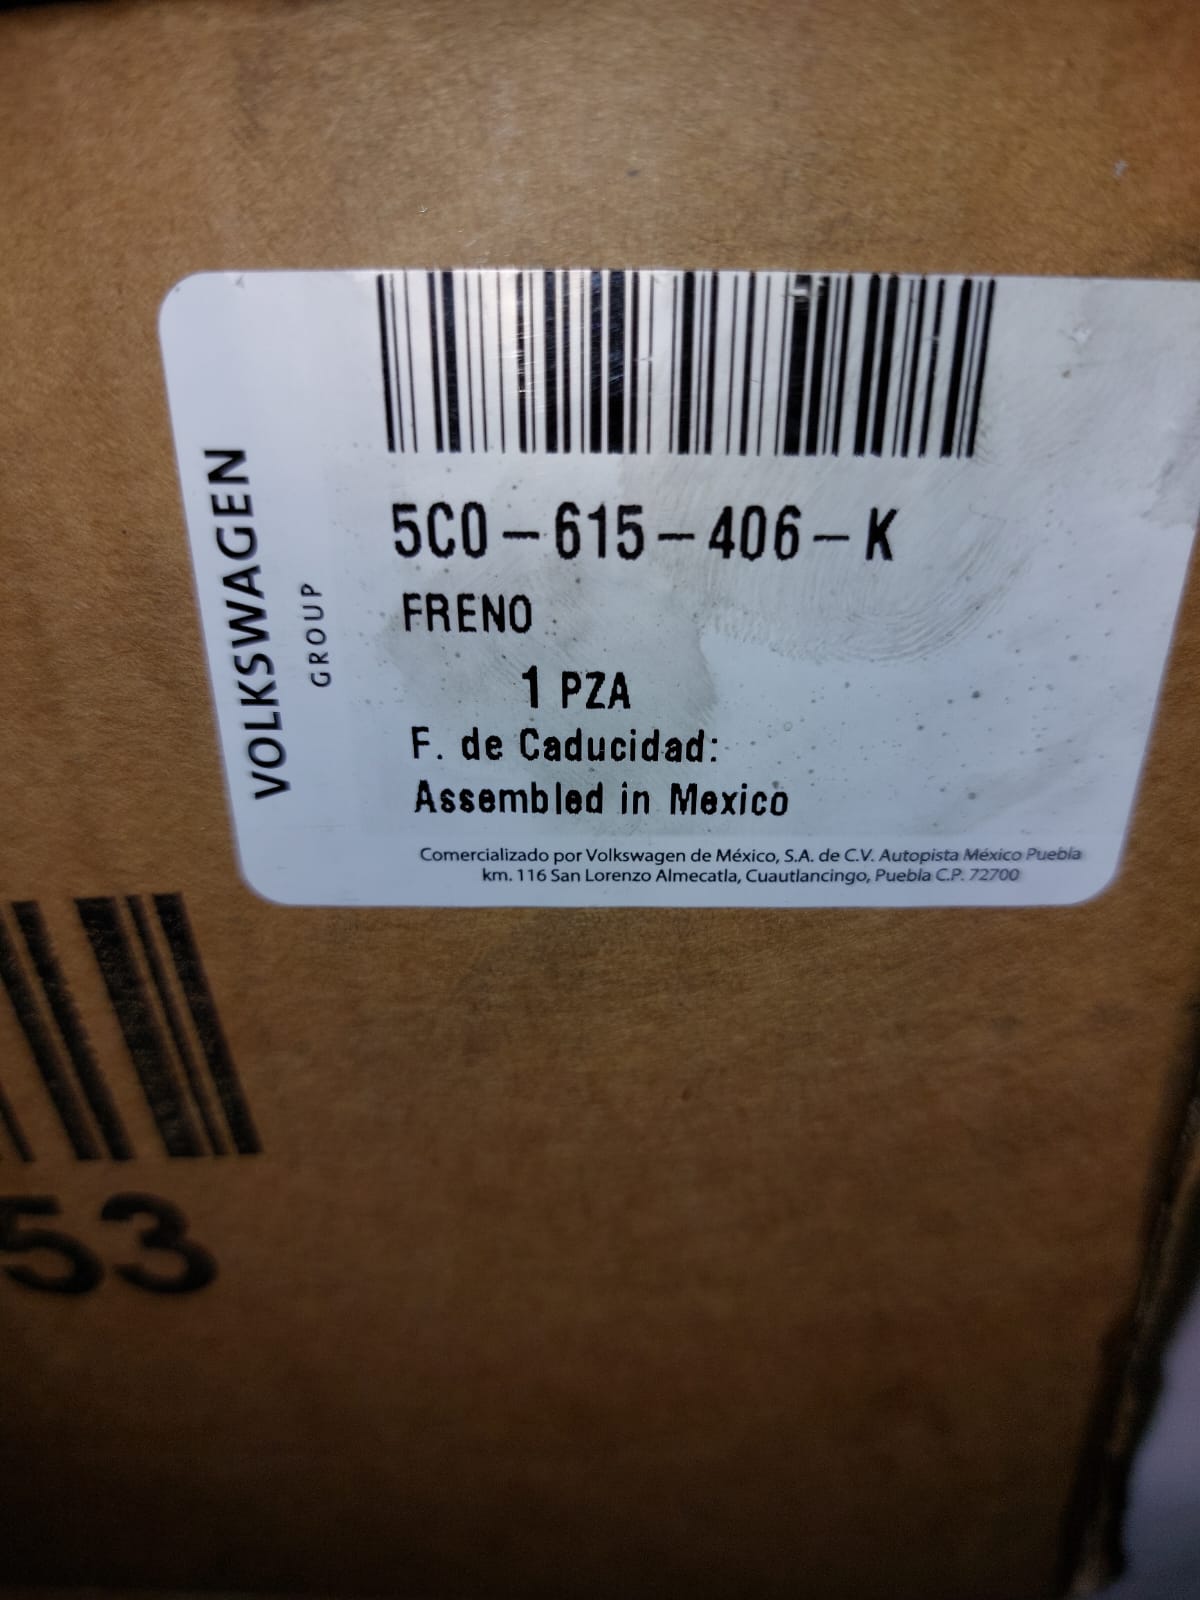 VOLKSWAGEN
GROUP
5C0-615-406-K
FRENO
1 PZA
F. de Caducidad:
Assembled in Mexico
Comercializado por Volkswagen de México, S.A. de C.V. Autopista México Puebla
km. 116 San Lorenzo Almecatla, Cuautlancingo, Puebla C.P. 72700
53